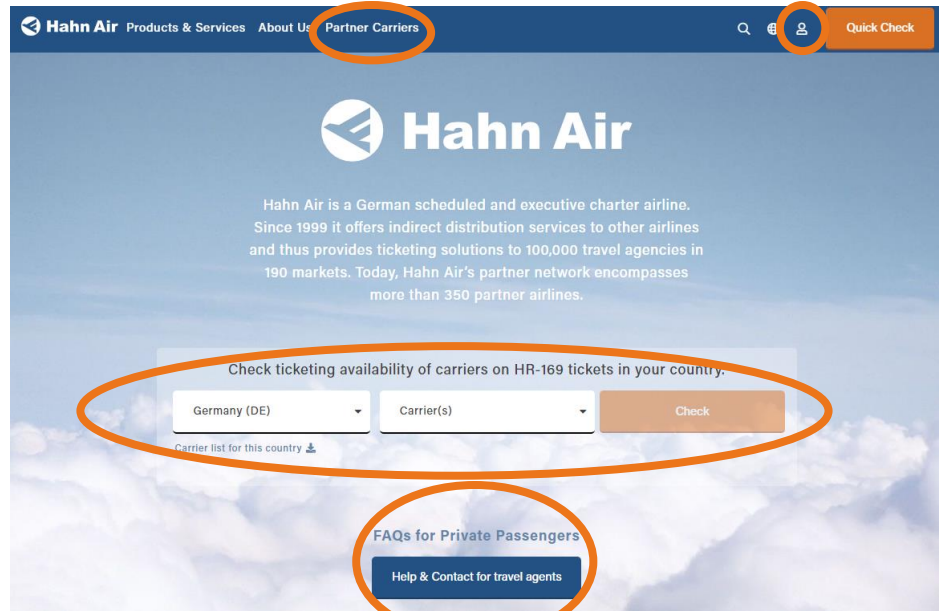 Hahn Air Products & Services About Us Partner Carriers Quick Check
Hahn Air
Hahn Air is a German scheduled and executive charter airline.
Since 1999 it offers indirect distribution services to other airlines
and thus provides ticketing solutions to 100,000 travel agencies in
190 markets. Today, Hahn Air's partner network encompasses
more than 350 partner airlines.
Check ticketing availability of carriers on HR-169 tickets in your country.
Germany (DE) Carrier(s) Check
Carrier list for this country
FAQs for Private Passengers
Help & Contact for travel agents